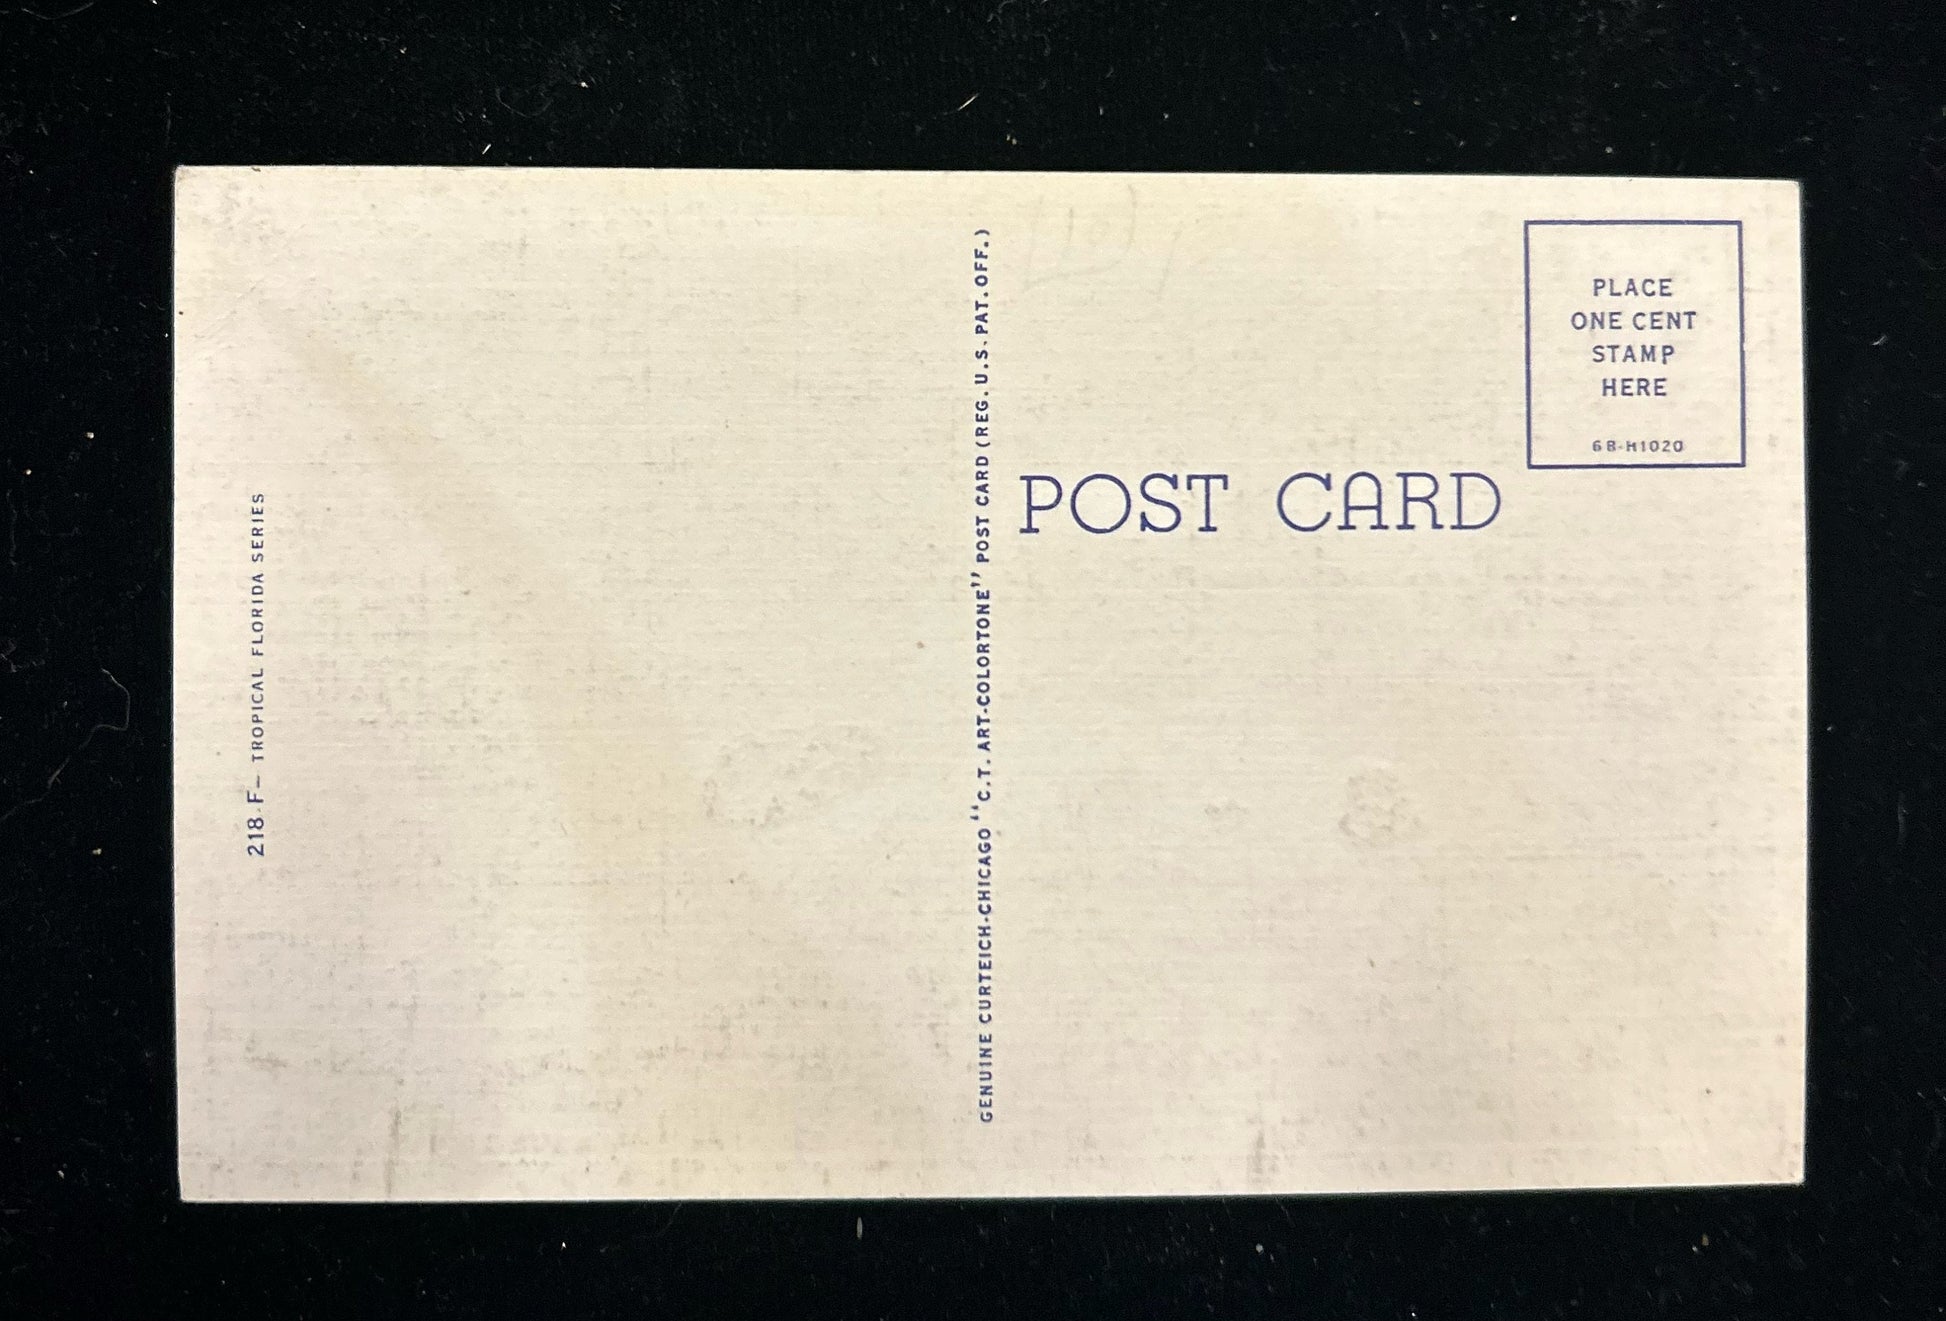 218.F— TROPICAL FLORIDA SERIES
GENUINE CURTEICH-CHICAGO "C.T. ART-COLORTONE" POST CARD (REG. U.S. PAT. OFF.)
POST CARD
PLACE
ONE CENT
STAMP
HERE
6B-H1020